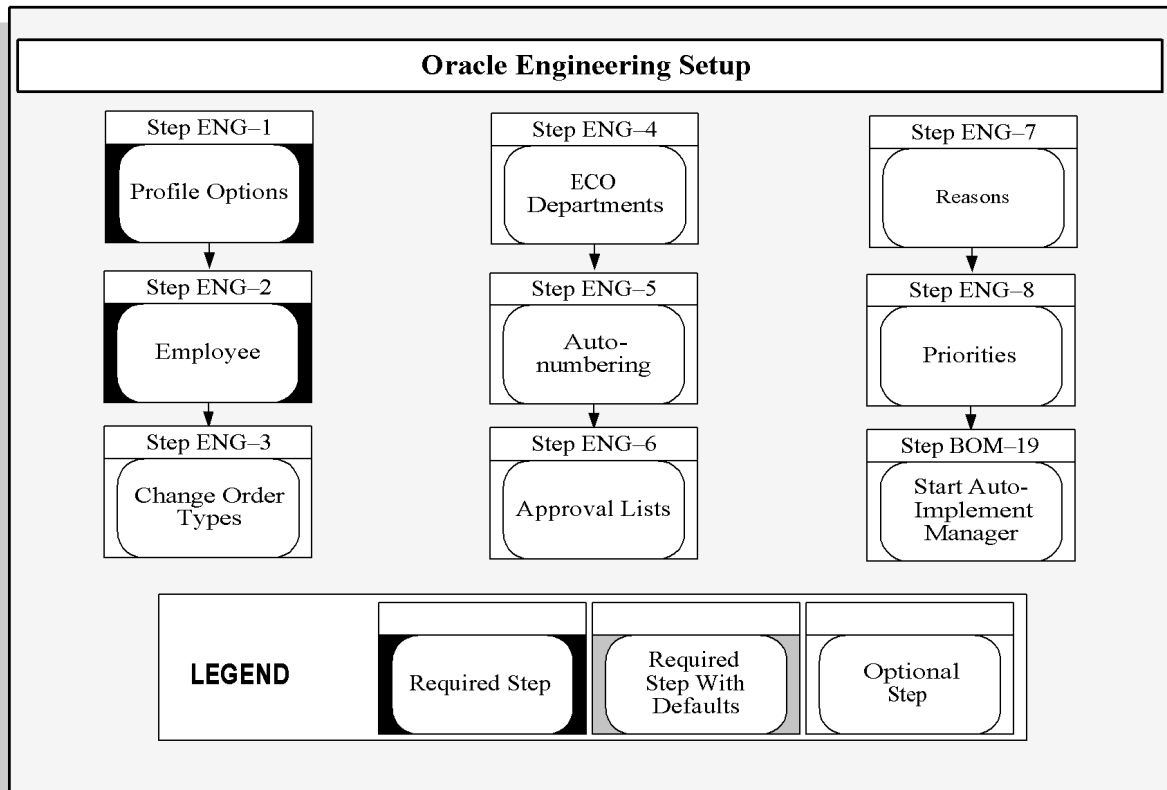 Oracle Engineering Setup
Step ENG–1
Profile Options
Step ENG–2
Employee
Step ENG–3
Change Order
Types
Step ENG–4
ECO
Departments
Step ENG–5
Auto-
numbering
Step ENG–6
Approval Lists
Step ENG–7
Reasons
Step ENG–8
Priorities
Step BOM–19
Start Auto-
Implement
Manager
LEGEND
Required Step
Required
Step With
Defaults
Optional
Step